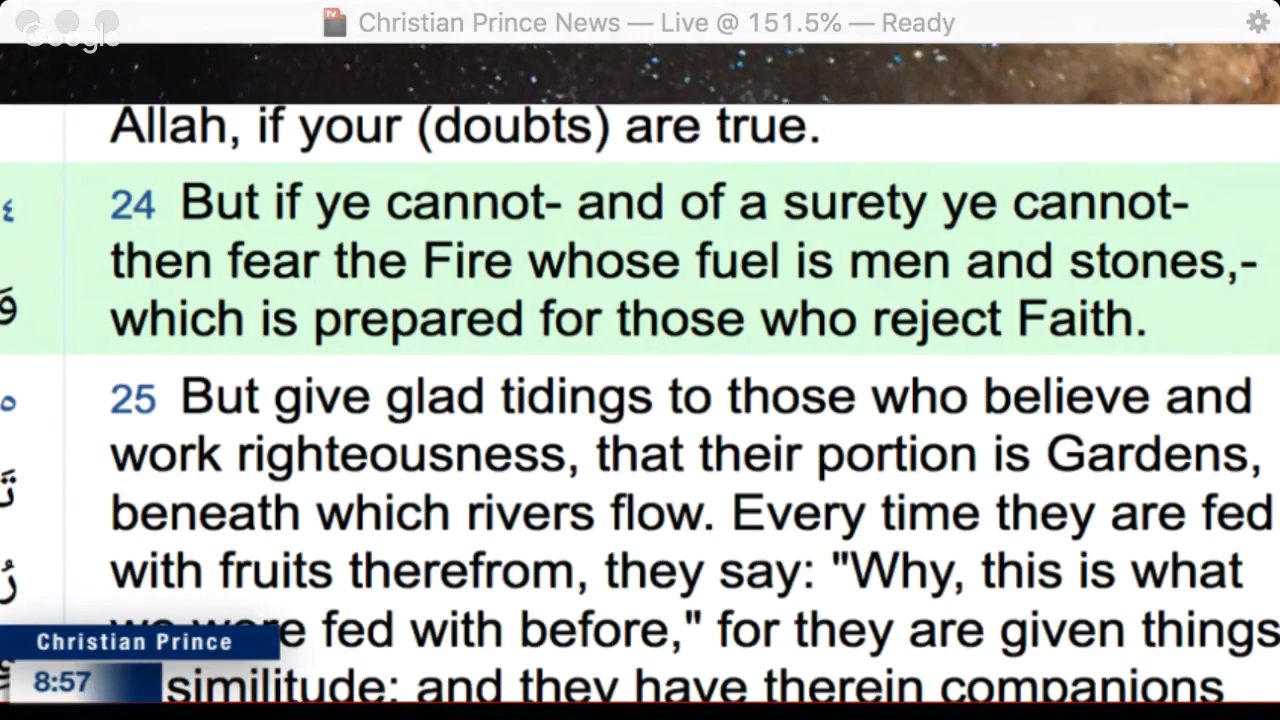 Christian Prince News — Live @ 151.5% — Ready
Google
Allah, if your (doubts) are true.
24 But if ye cannot- and of a surety ye cannot-
then fear the Fire whose fuel is men and stones,-
which is prepared for those who reject Faith.
25 But give glad tidings to those who believe and
work righteousness, that their portion is Gardens,
beneath which rivers flow. Every time they are fed
with fruits therefrom, they say: "Why, this is what
we were fed with before," for they are given things
similitude; and they have therein companions
Christian Prince
8:57